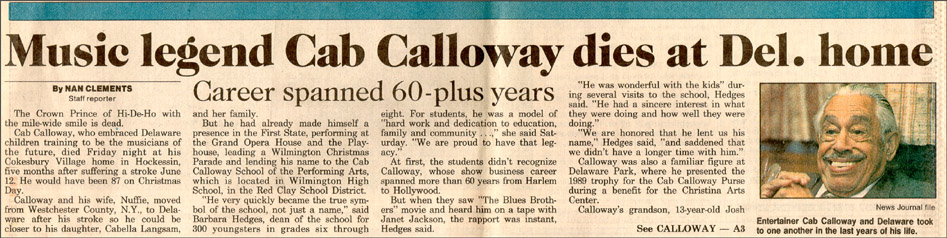 Music legend Cab Calloway dies at Del. home
By NAN CLEMENTS
Staff reporter
Career spanned 60-plus years
The Crown Prince of Hi-De-Ho with
the mile-wide smile is dead.
Cab Calloway, who embraced Delaware
children training to be the musicians of
the future, died Friday night at his
Cokesbury Village home in Hockessin,
five months after suffering a stroke June
12. He would have been 87 on Christmas
Day.
Calloway and his wife, Nuffie, moved
from Westchester County, N.Y., to Dela-
ware after his stroke so he could be
closer to his daughter, Cabella Langsam,
and her family.
But he had already made himself a
presence in the First State, performing at
the Grand Opera House and the Play-
house, leading a Wilmington Christmas
Parade and lending his name to the Cab
Calloway School of the Performing Arts,
which is located in Wilmington High
School, in the Red Clay School District.
"He very quickly became the true sym-
bol of the school, not just a name," said
Barbara Hedges, dean of the school for
300 youngsters in grades six through
eight. For students, he was a model of
"hard work and dedication to education,
family and community . . .," she said Sat-
urday. "We are proud to have that leg-
acy."
At first, the students didn't recognize
Calloway, whose show business career
spanned more than 60 years from Harlem
to Hollywood.
But when they saw "The Blues Broth-
ers" movie and heard him on a tape with
Janet Jackson, the rapport was instant,
Hedges said.
"He was wonderful with the kids" dur-
ing several visits to the school, Hedges
said. "He had a sincere interest in what
they were doing and how well they were
doing."
"We are honored that he lent us his
name," Hedges said, "and saddened that
we didn't have a longer time with him."
Calloway was also a familiar figure at
Delaware Park, where he presented the
1989 trophy for the Cab Calloway Purse
during a benefit for the Christina Arts
Center.
Calloway's grandson, 13-year-old Josh
See CALLOWAY — A3
News Journal file
Entertainer Cab Calloway and Delaware took
to one another in the last years of his life.